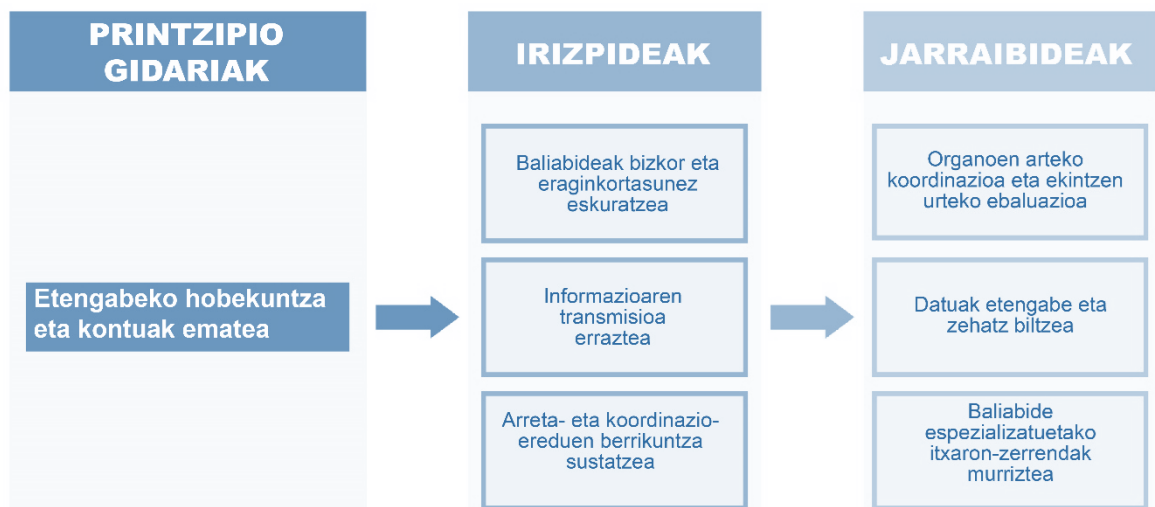 PRINTZIPIO
GIDARIAK
Etengabeko hobekuntza
eta kontuak ematea
IRIZPIDEAK
Baliabideak bizkor eta
eraginkortasunez
eskuratzea
Informazioaren
transmisioa
erraztea
Arreta- eta koordinazio-
ereduen berrikuntza
sustatzea
JARRAIBIDEAK
Organoen arteko
koordinazioa eta ekintzen
urteko ebaluazioa
Datuak etengabe eta
zehatz biltzea
Baliabide
espezializatuetako
itxaron-zerrendak
murriztea